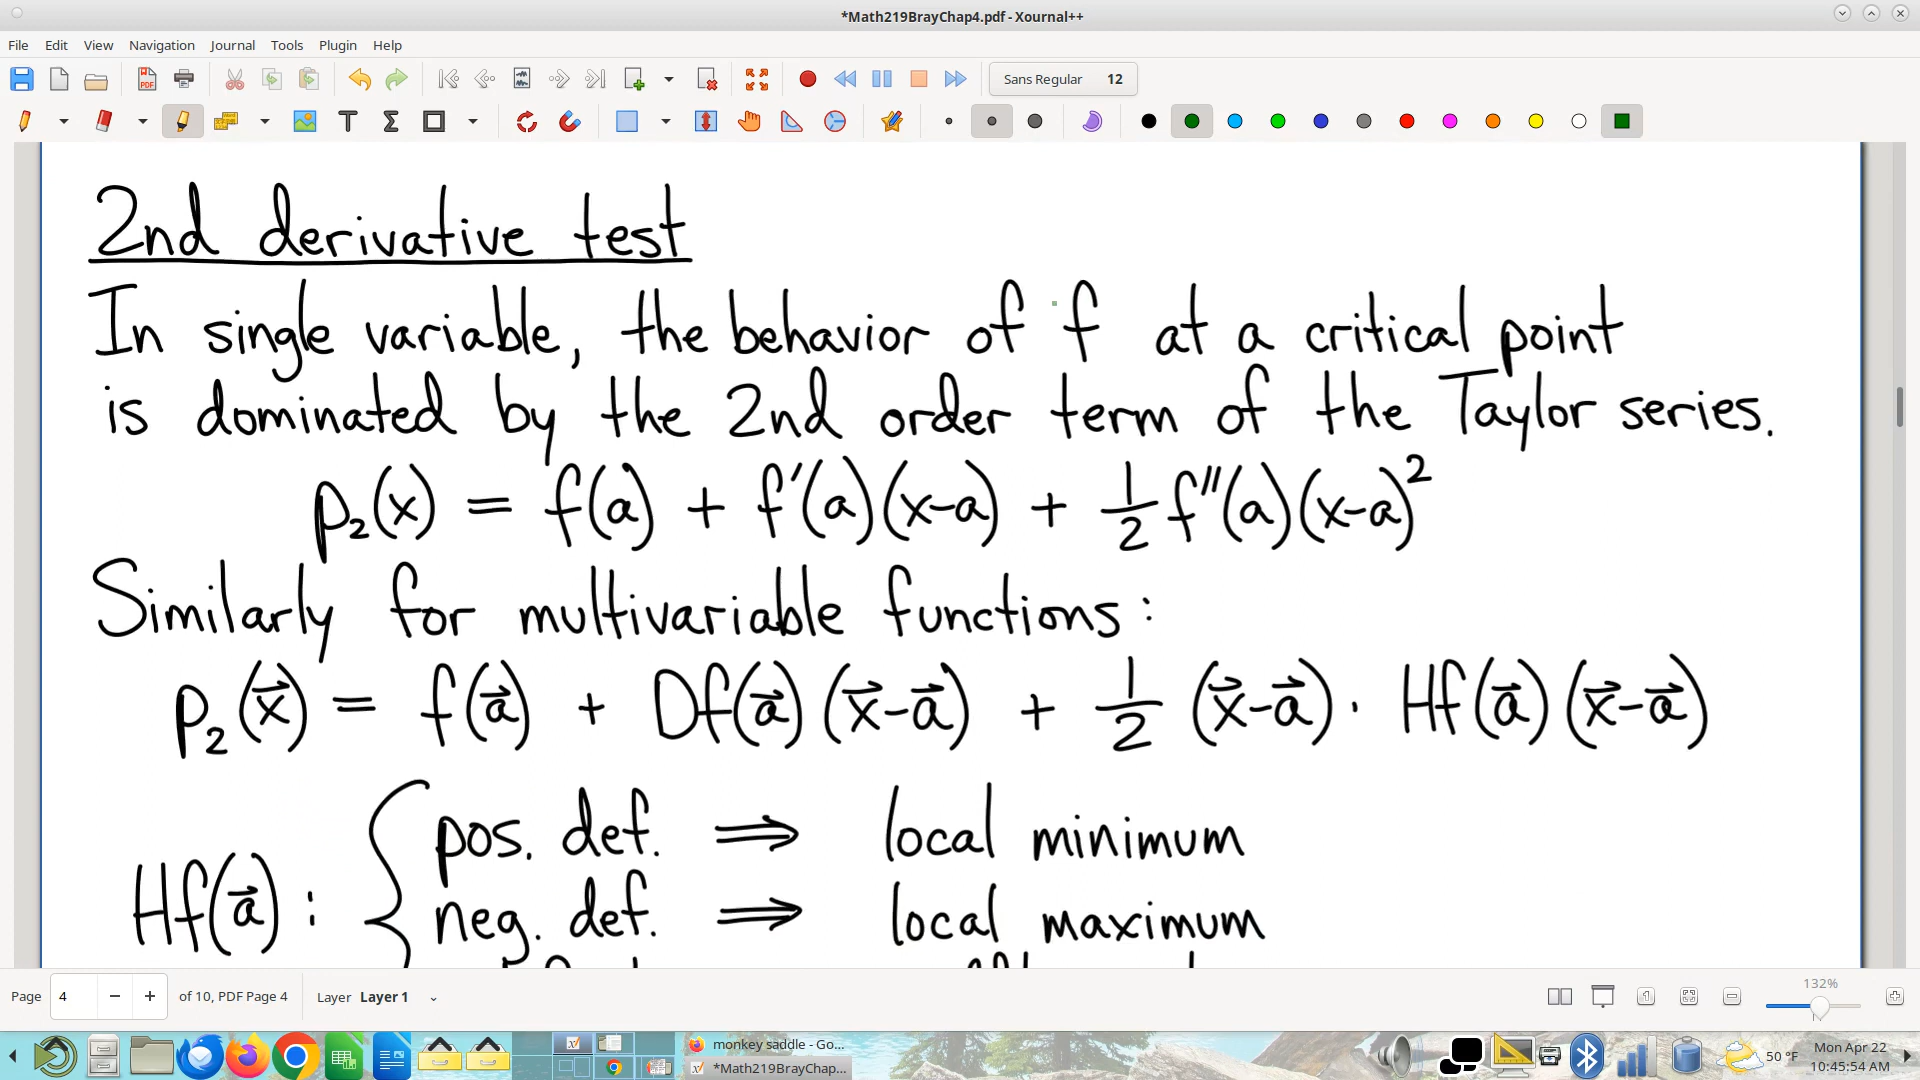 *Math219BrayChap4.pdf - Xournal++
File Edit View Navigation Journal Tools Plugin Help
Sans Regular 12
2nd derivative test
In single variable, the behavior of f at a critical point
is dominated by the 2nd order term of the Taylor series.
p₂(x) = f(a) + f'(a)(x-a) + 1/2 f''(a)(x-a)²
Similarly for multivariable functions:
p₂(x⃗) = f(a⃗) + Df(a⃗)(x⃗-a⃗) + 1/2 (x⃗-a⃗) · Hf(a⃗)(x⃗-a⃗)
pos. def. ⟹ local minimum
Hf(a⃗) :
neg. def. ⟹ local maximum
Page 4 of 10, PDF Page 4 Layer Layer 1 132%
monkey saddle - Go...
*Math219BrayChap...
50 °F
Mon Apr 22
10:45:54 AM